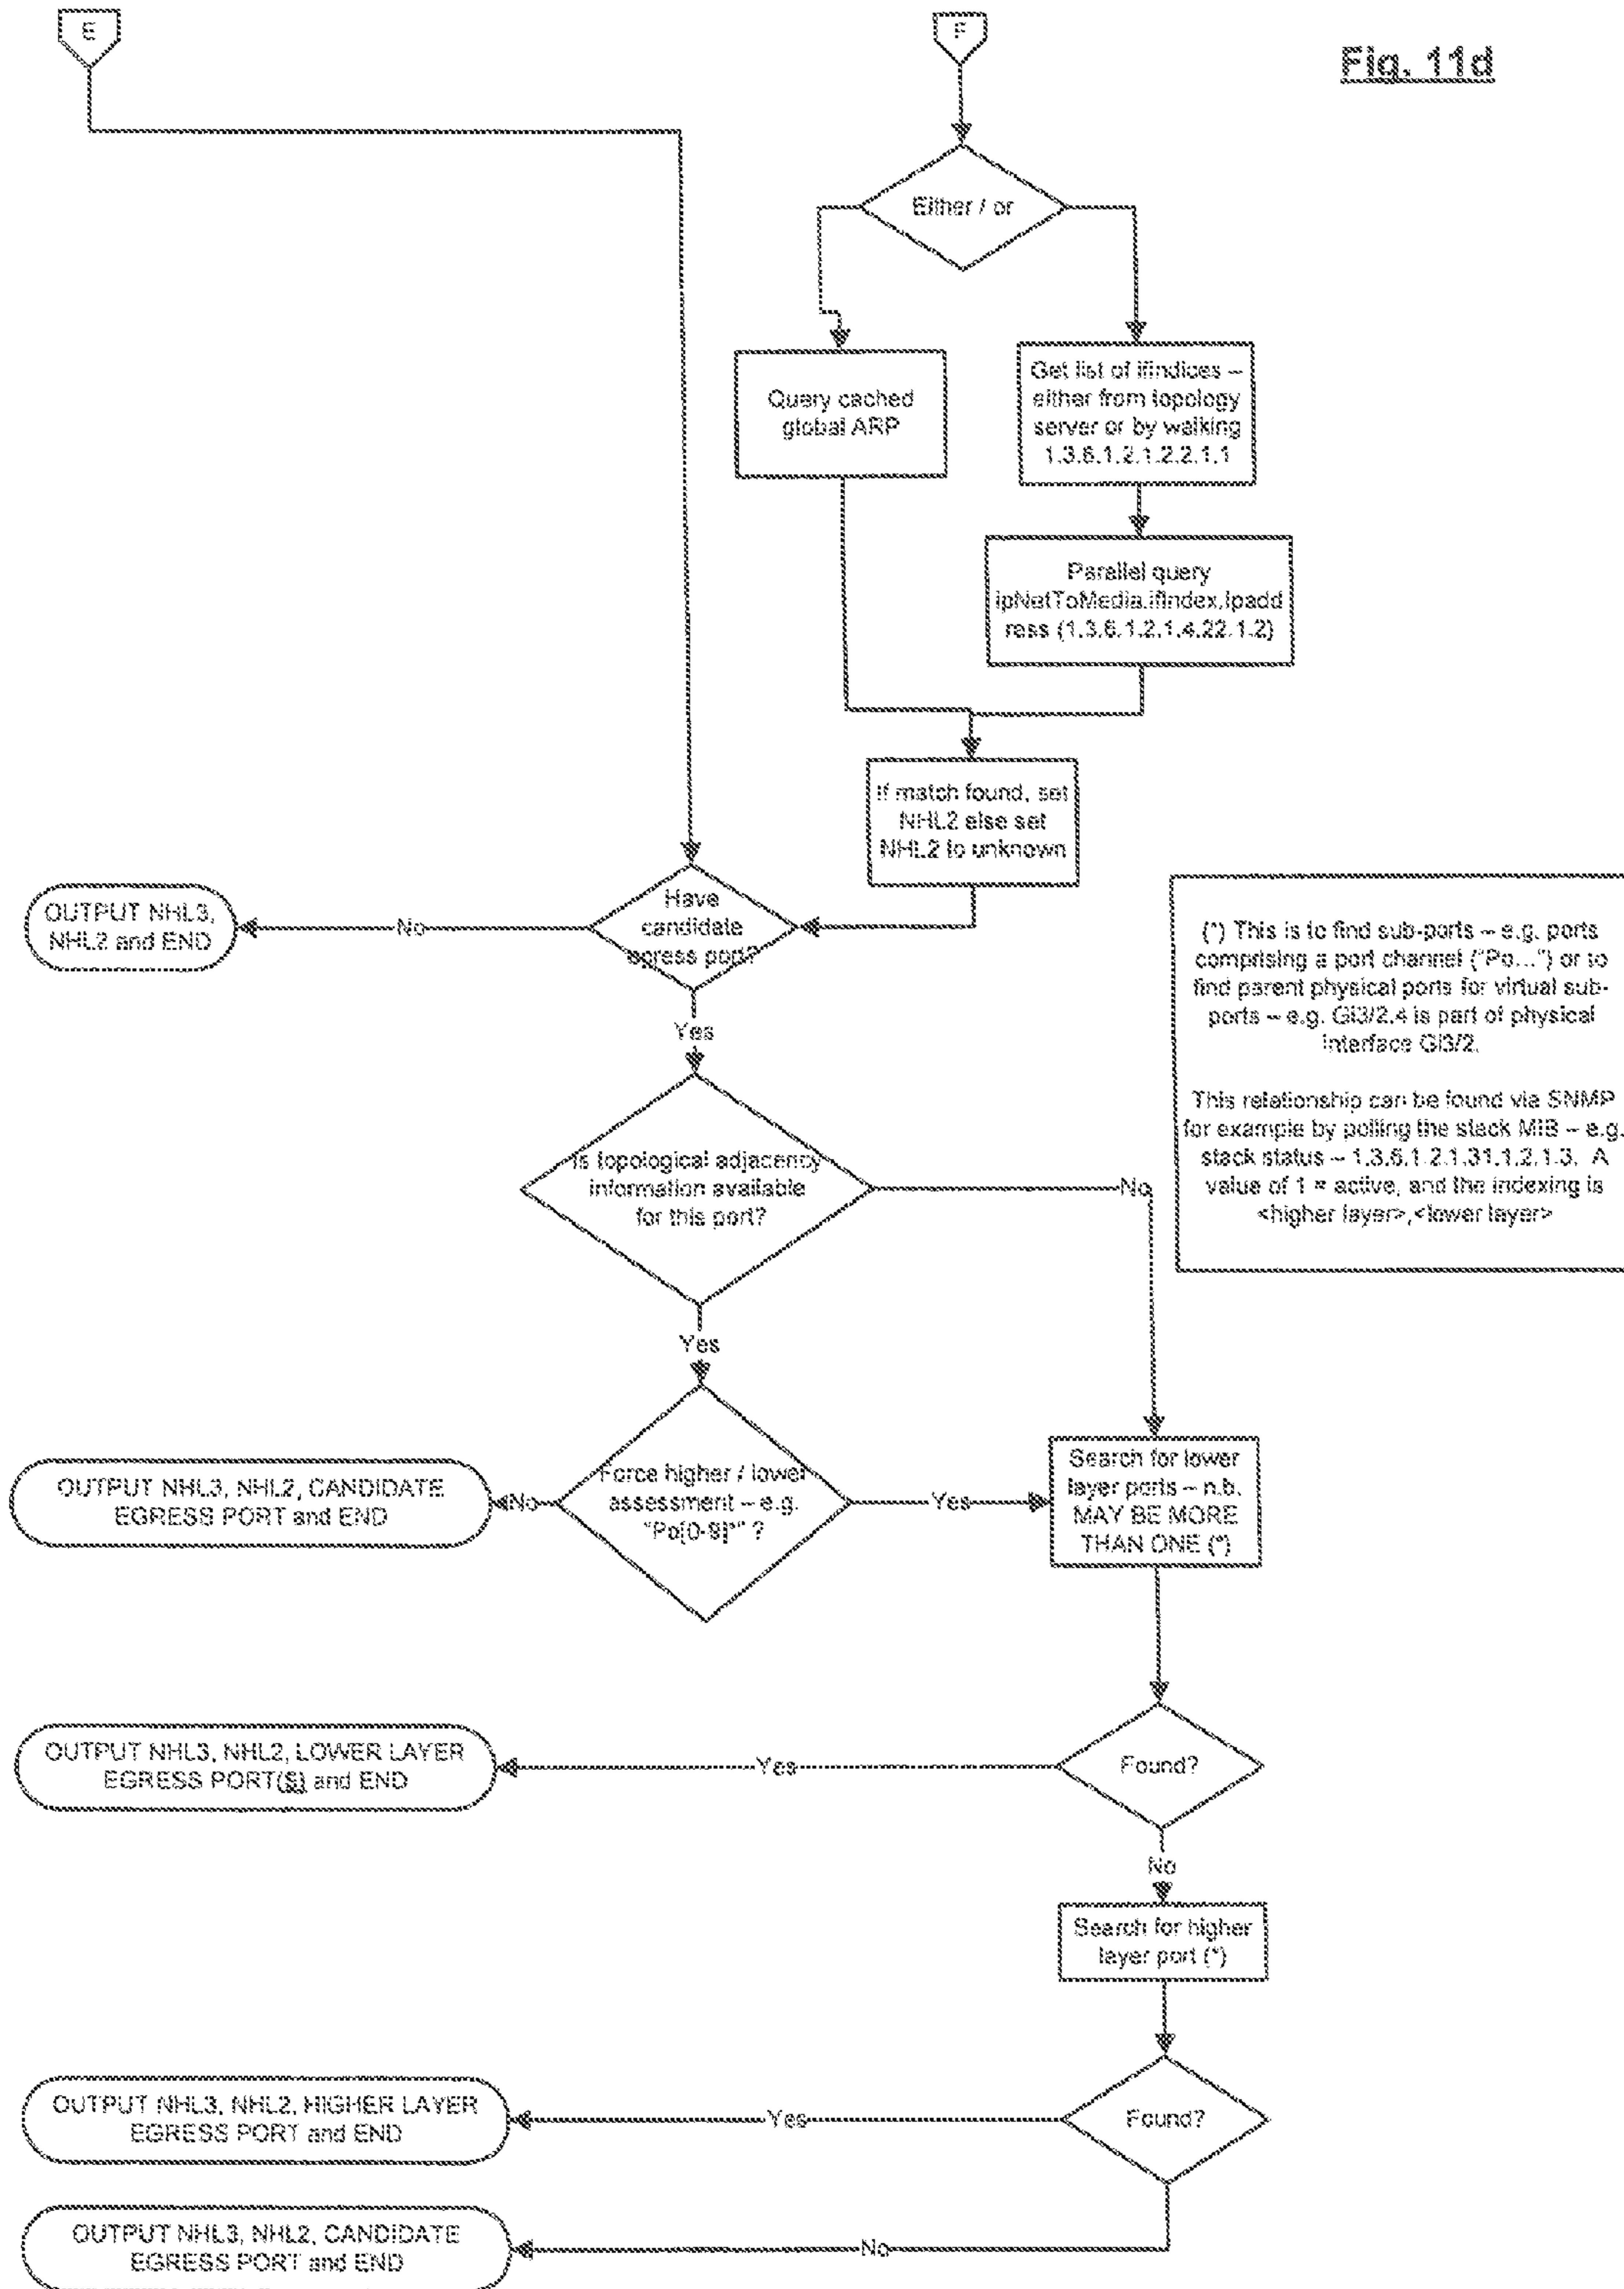 E
F
Fig. 11d
Either / or
Query cached
global ARP
Get list of ifindices –
either from topology
server or by walking
1.3.6.1.2.1.2.2.1.1
Parallel query
ipNetToMedia.ifIndex.ipadd
ress (1.3.6.1.2.1.4.22.1.2)
If match found, set
NHL2 else set
NHL2 to unknown
Have
candidate
egress port?
No
OUTPUT NHL3,
NHL2 and END
Yes
(*) This is to find sub-ports – e.g. ports
comprising a port channel ("Po...") or to
find parent physical ports for virtual sub-
ports – e.g. Gi3/2.4 is part of physical
interface Gi3/2.
This relationship can be found via SNMP
for example by polling the stack MIB – e.g.
stack status – 1.3.6.1.2.1.31.1.2.1.3. A
value of 1 = active, and the indexing is
<higher layer>.<lower layer>
Is topological adjacency
information available
for this port?
No
Yes
Force higher / lower
assessment – e.g.
"Po[0-9]*" ?
No
OUTPUT NHL3, NHL2, CANDIDATE
EGRESS PORT and END
Yes
Search for lower
layer ports – n.b.
MAY BE MORE
THAN ONE (*)
Found?
Yes
OUTPUT NHL3, NHL2, LOWER LAYER
EGRESS PORT(S) and END
No
Search for higher
layer port (*)
Found?
Yes
OUTPUT NHL3, NHL2, HIGHER LAYER
EGRESS PORT and END
No
OUTPUT NHL3, NHL2, CANDIDATE
EGRESS PORT and END